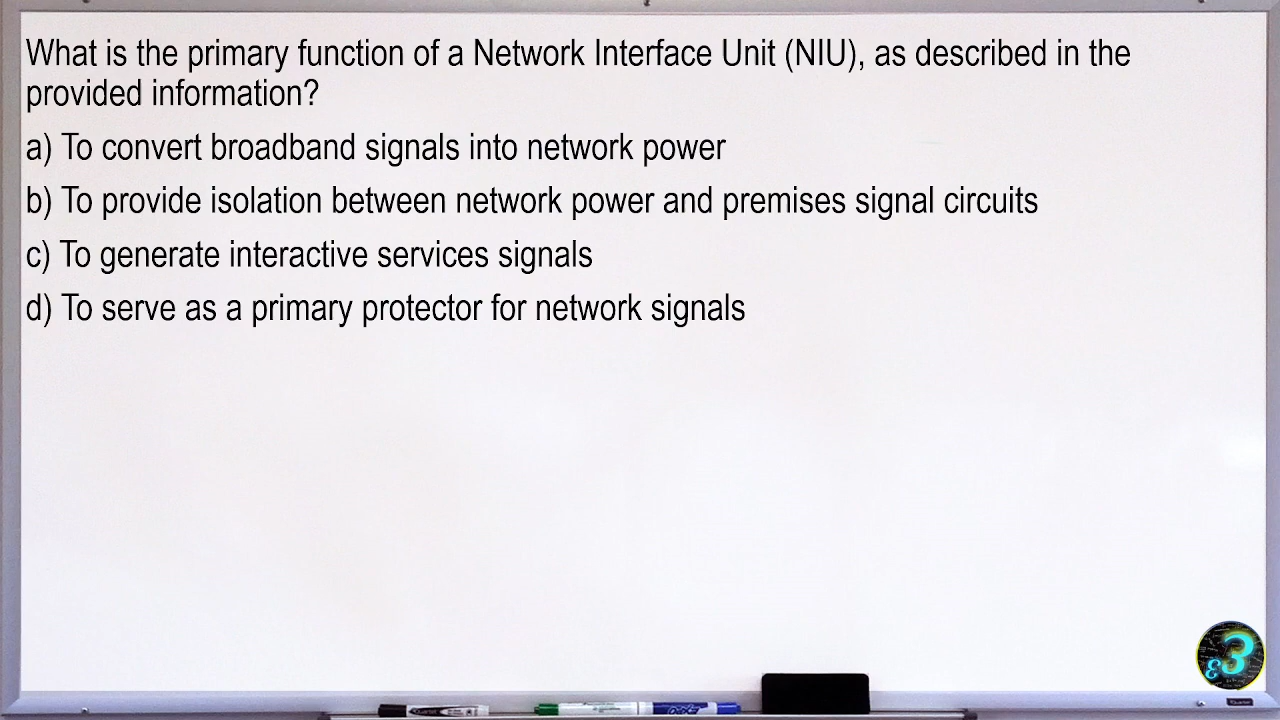 What is the primary function of a Network Interface Unit (NIU), as described in the
provided information?
a) To convert broadband signals into network power
b) To provide isolation between network power and premises signal circuits
c) To generate interactive services signals
d) To serve as a primary protector for network signals
ε3